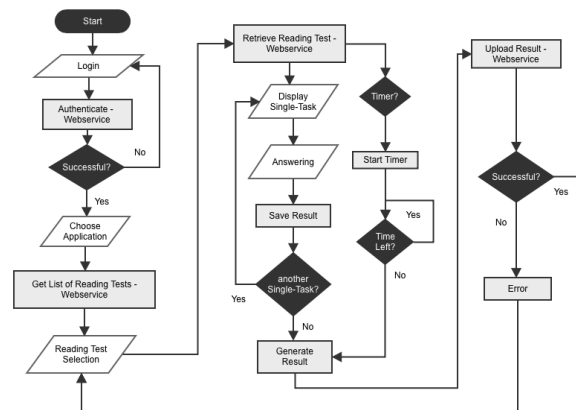 Start
Login
Authenticate -
Webservice
No
Successful?
Yes
Choose
Application
Get List of Reading Tests -
Webservice
Reading Test
Selection
Retrieve Reading Test -
Webservice
Display
Single-Task
Answering
Save Result
another
Single-Task?
Yes
No
Generate
Result
Timer?
Start Timer
Yes
Time
Left?
No
Upload Result -
Webservice
Successful?
Yes
No
Error